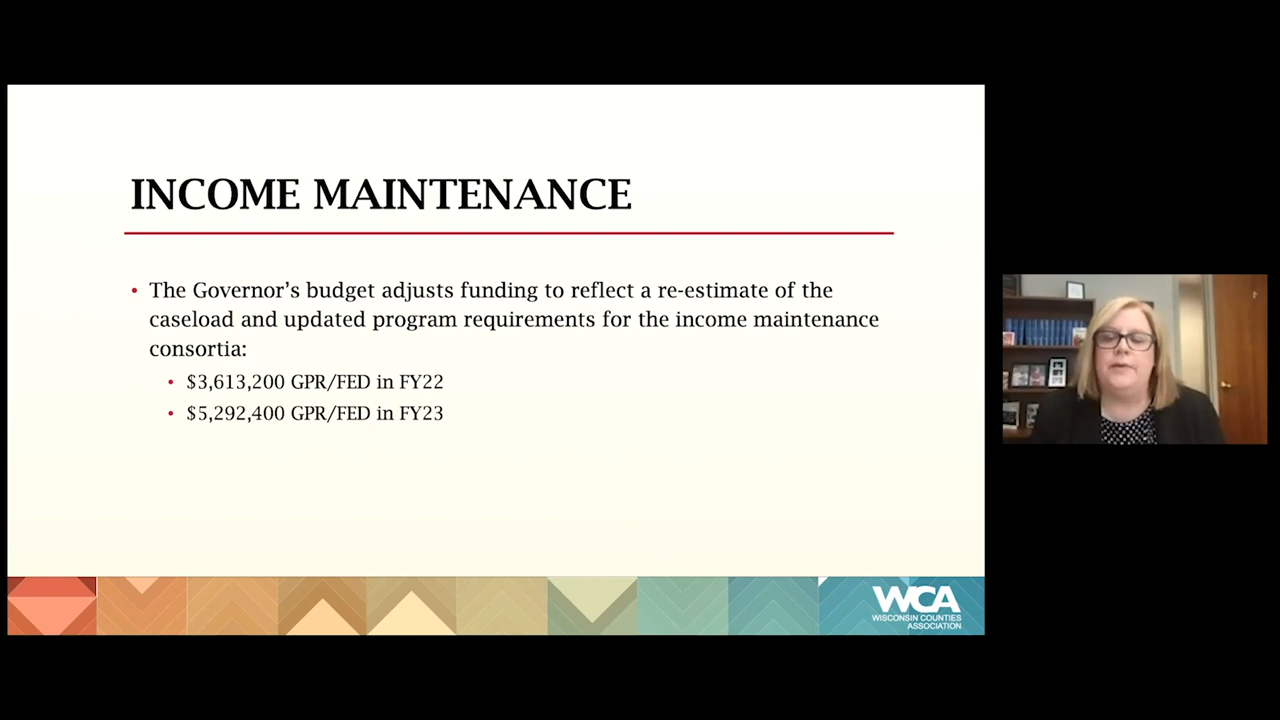 INCOME MAINTENANCE
• The Governor’s budget adjusts funding to reflect a re-estimate of the
caseload and updated program requirements for the income maintenance
consortia:
• $3,613,200 GPR/FED in FY22
• $5,292,400 GPR/FED in FY23
WCA
WISCONSIN COUNTIES
ASSOCIATION